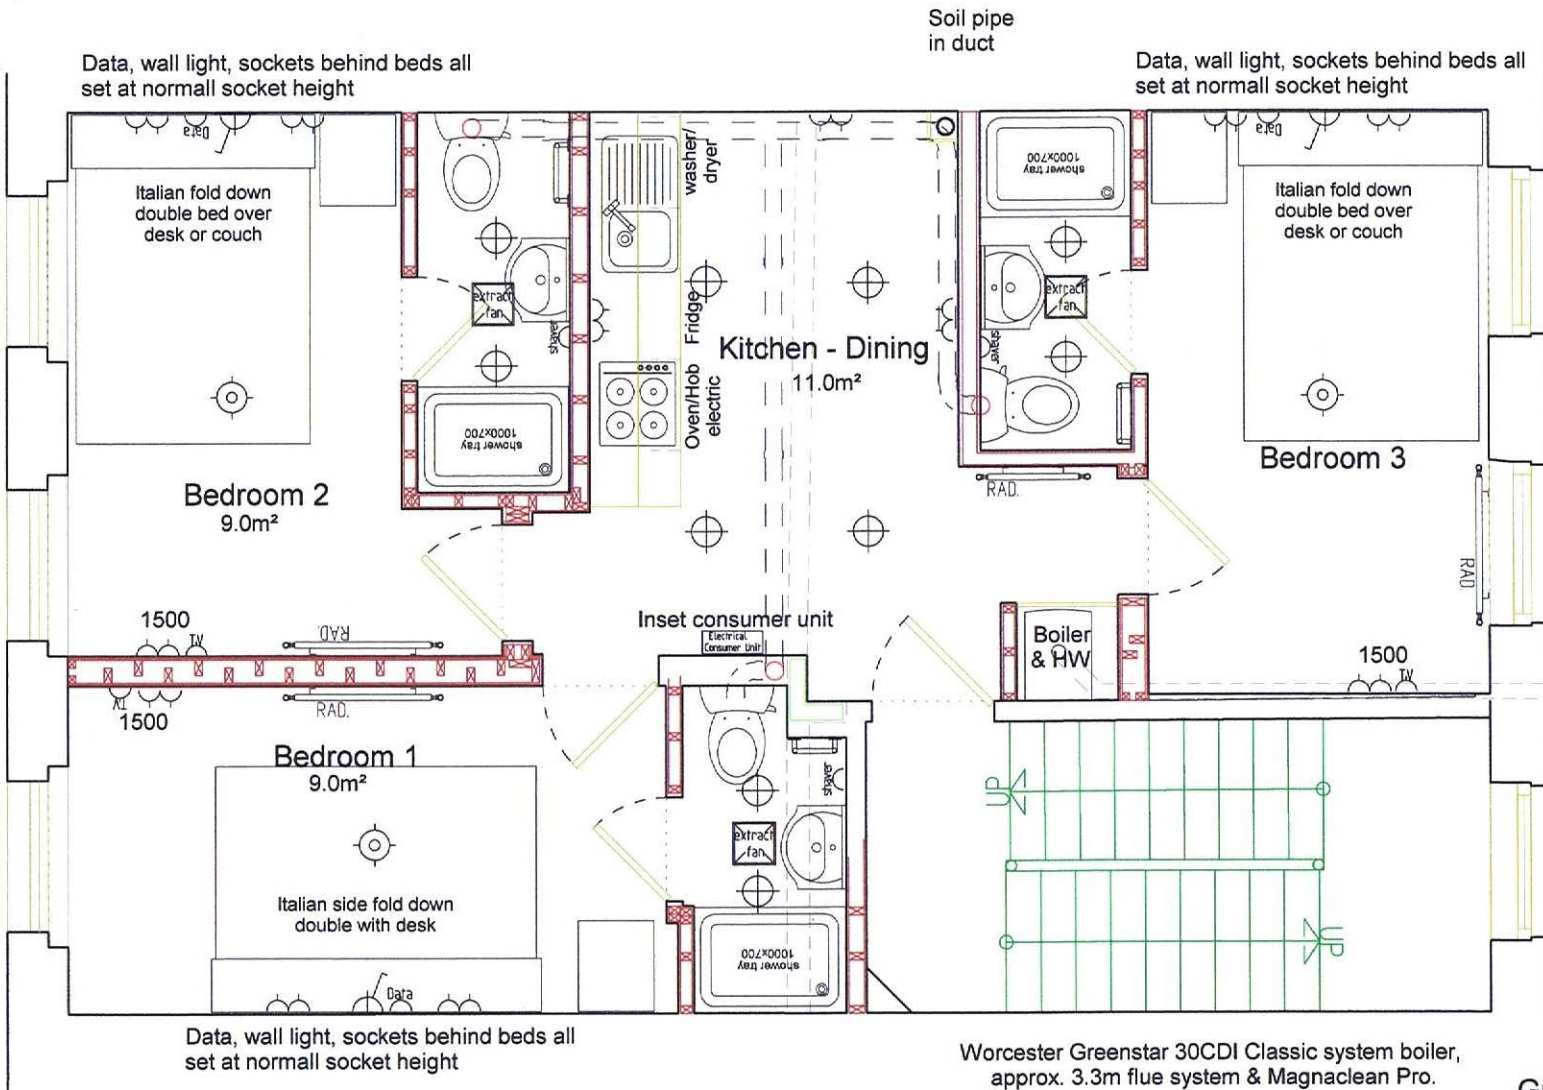 Soil pipe
in duct
Data, wall light, sockets behind beds all
set at normall socket height
Data, wall light, sockets behind beds all
set at normall socket height
Data
Data
Italian fold down
double bed over
desk or couch
washer/
dryer
shower tray
1000x700
Italian fold down
double bed over
desk or couch
extract
fan
shaver
Fridge
Oven/Hob
electric
Kitchen - Dining
11.0m²
extract
fan
shaver
shower tray
1000x700
Bedroom 2
9.0m²
Bedroom 3
RAD.
RAD
1500
TV
RAD
Inset consumer unit
Electrical
Consumer Unit
Boiler
& HW
1500
TV
TV
1500
RAD.
Bedroom 1
9.0m²
shaver
extract
fan
UP
UP
Italian side fold down
double with desk
shower tray
1000x700
Data
Data, wall light, sockets behind beds all
set at normall socket height
Worcester Greenstar 30CDI Classic system boiler,
approx. 3.3m flue system & Magnaclean Pro.